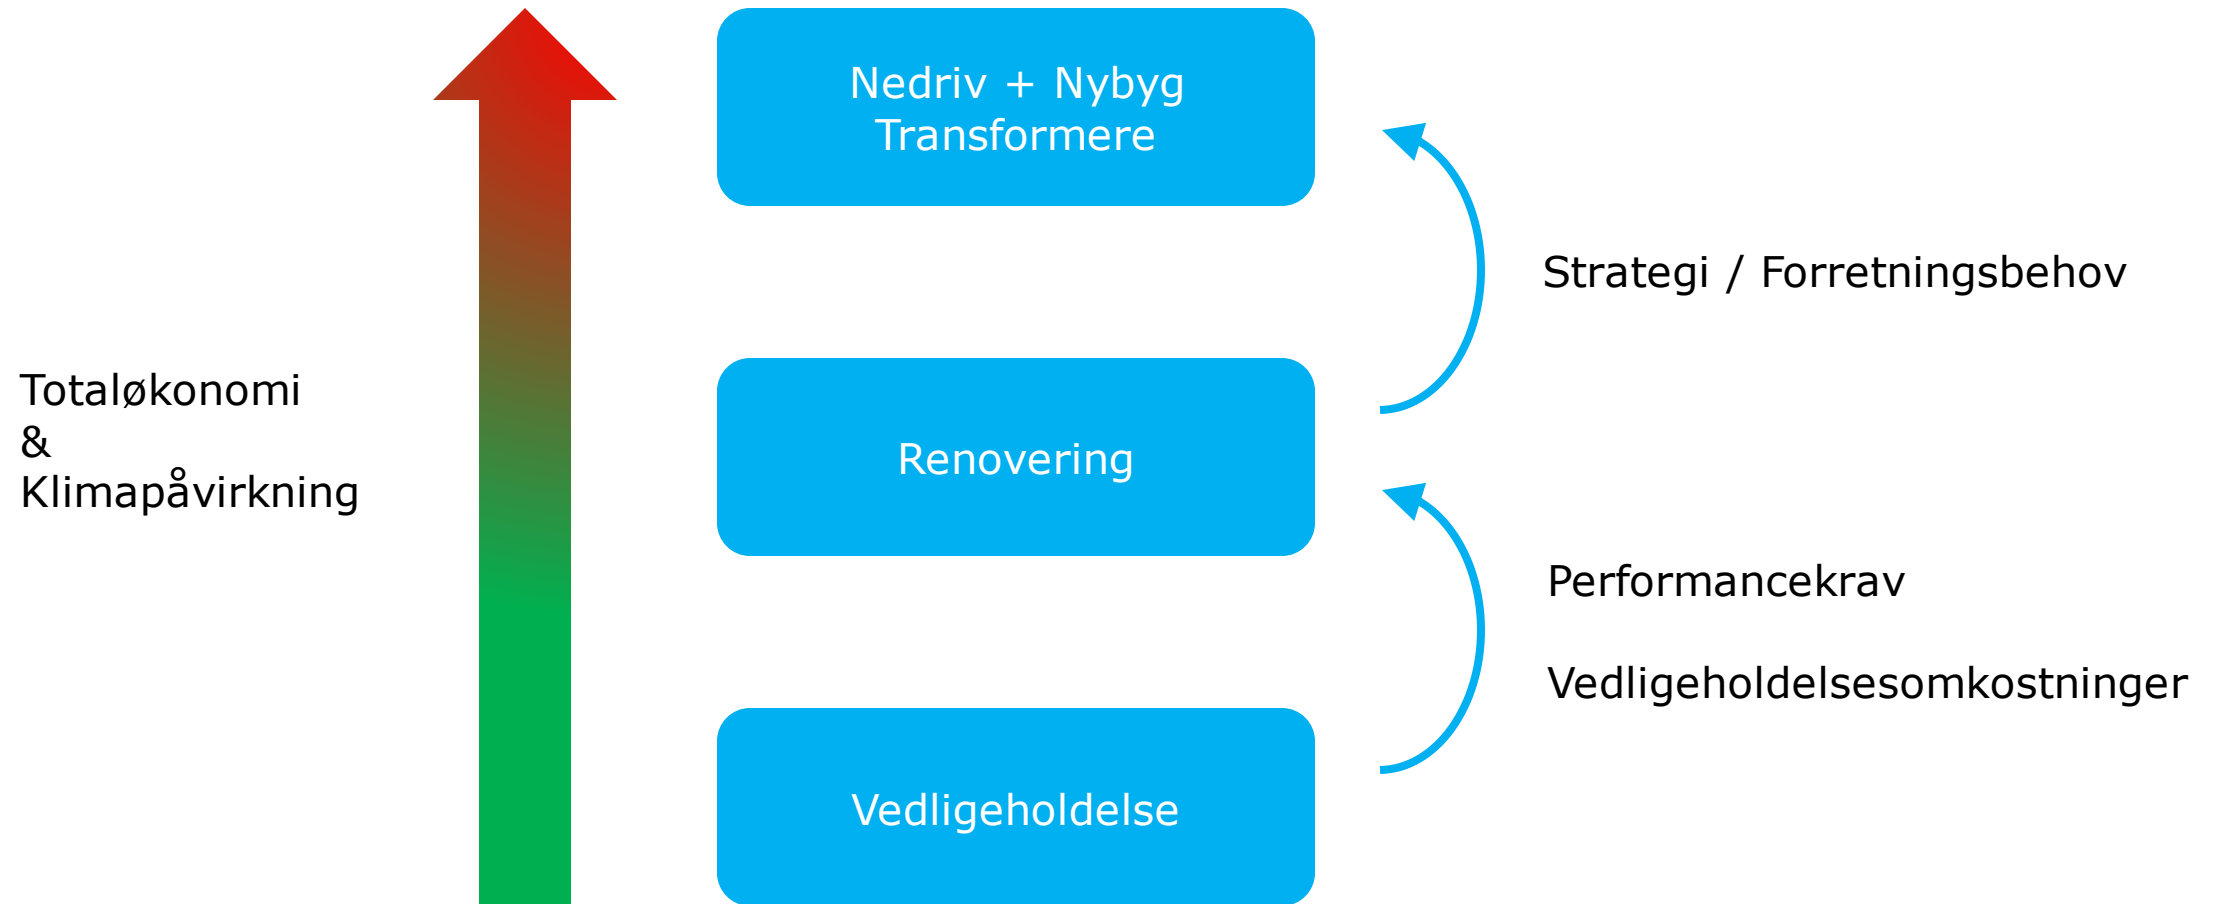 Totaløkonomi
&
Klimapåvirkning
Nedriv + Nybyg
Transformere
Renovering
Vedligeholdelse
Strategi / Forretningsbehov
Performancekrav
Vedligeholdelsesomkostninger